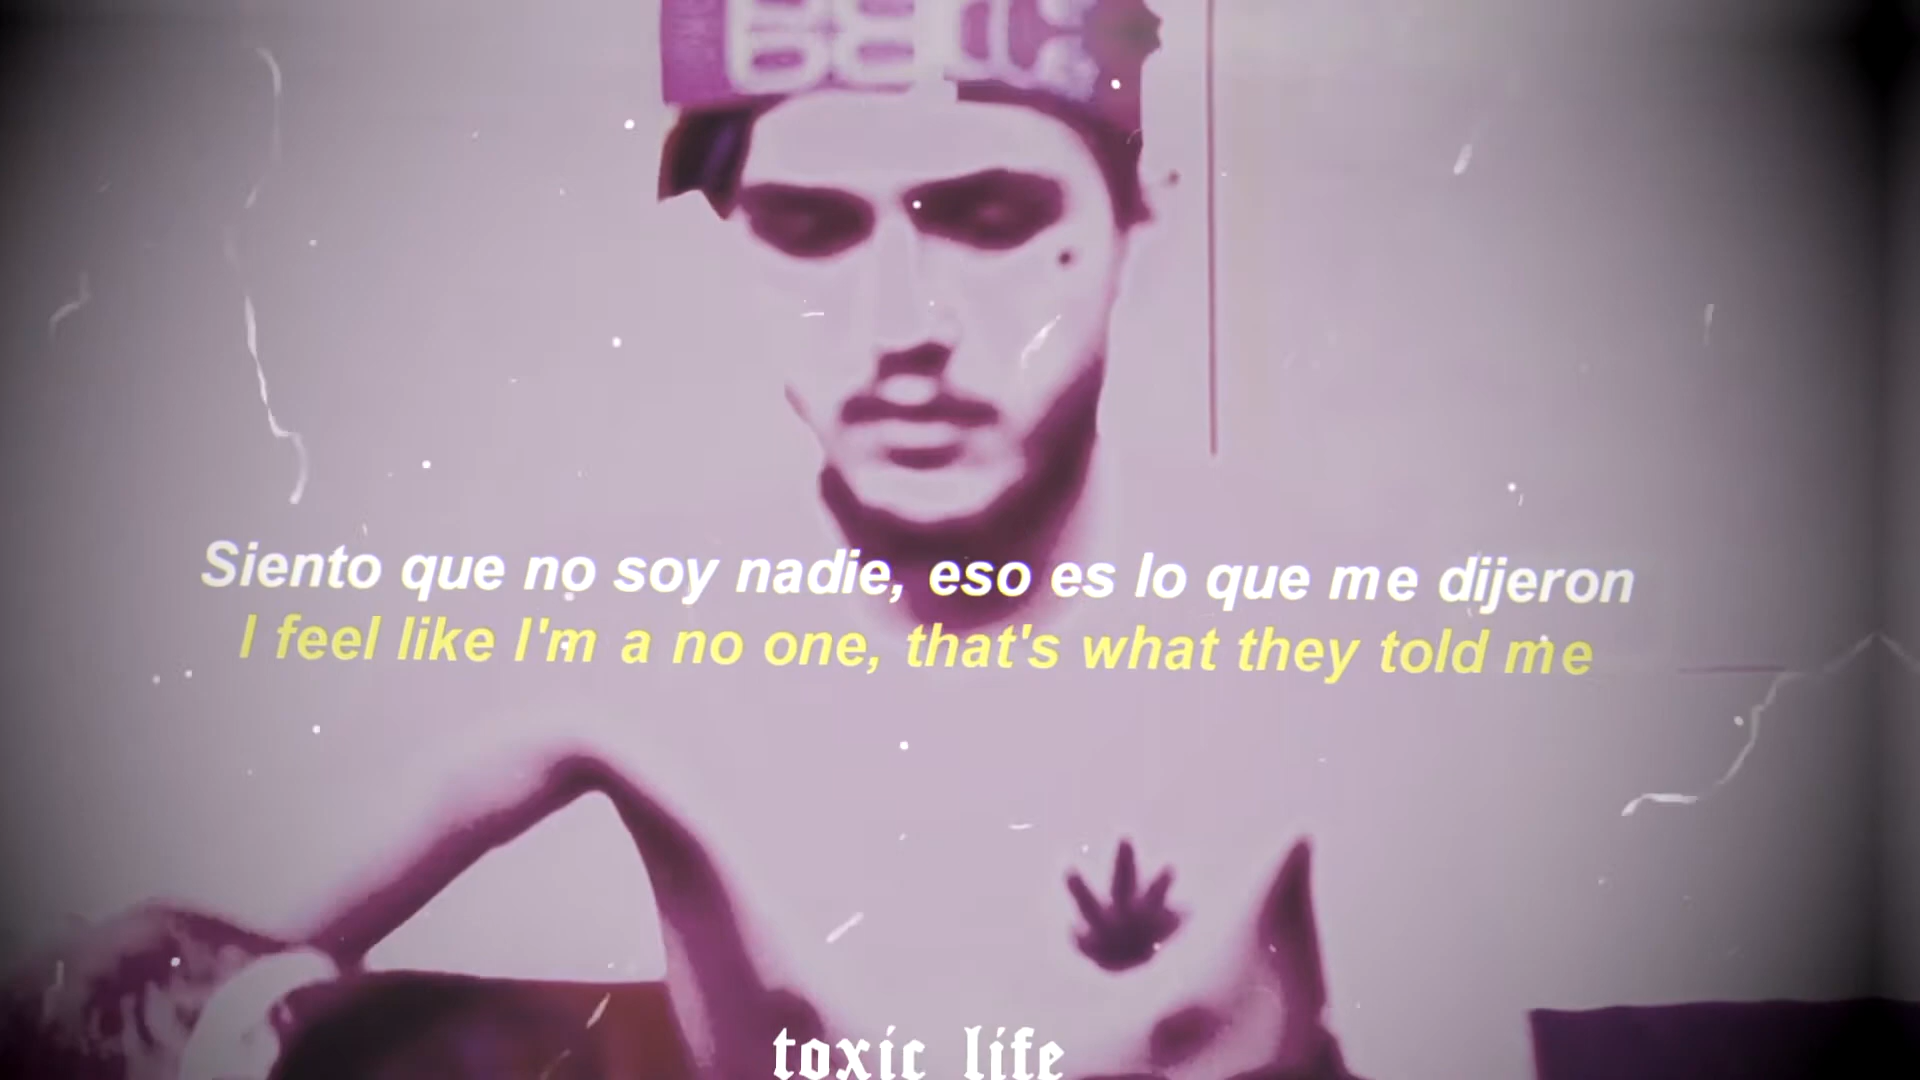 Siento que no soy nadie, eso es lo que me dijeron
I feel like I'm a no one, that's what they told me
toxic life